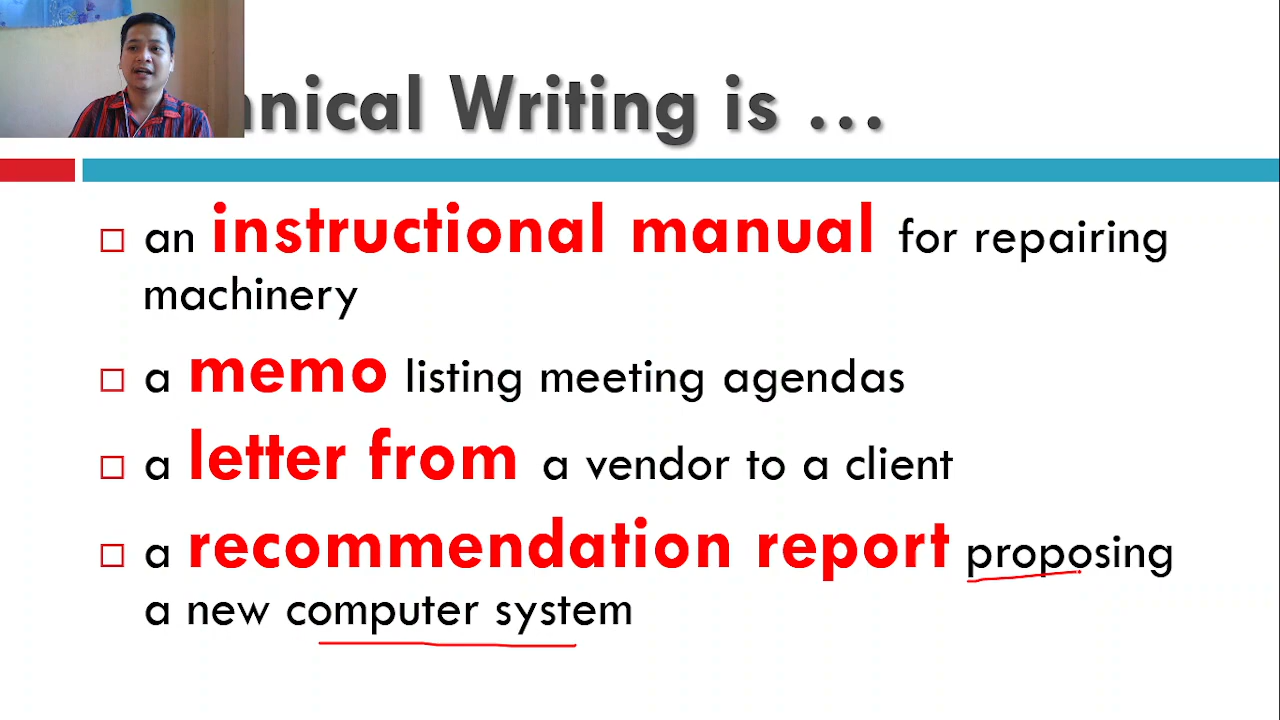 nical Writing is ...
an instructional manual for repairing
machinery
a memo listing meeting agendas
a letter from a vendor to a client
a recommendation report proposing
a new computer system